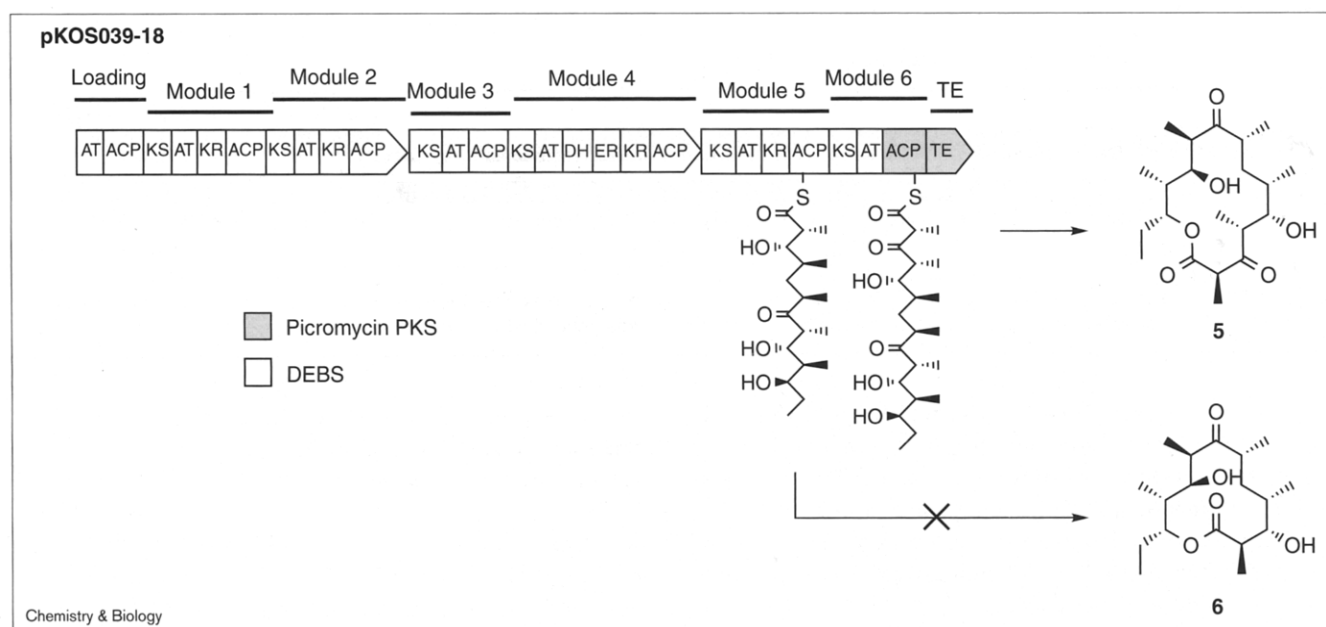 pKOS039-18
Loading Module 1 Module 2 Module 3 Module 4 Module 5 Module 6 TE
AT ACP KS AT KR ACP KS AT KR ACP KS AT ACP KS AT DH ER KR ACP KS AT KR ACP KS AT ACP TE
S S
O O
HO O
HO
O
O
HO HO
HO HO
Picromycin PKS
DEBS
O
OH
O OH
O O
5
O
OH
O
O OH
6
Chemistry & Biology